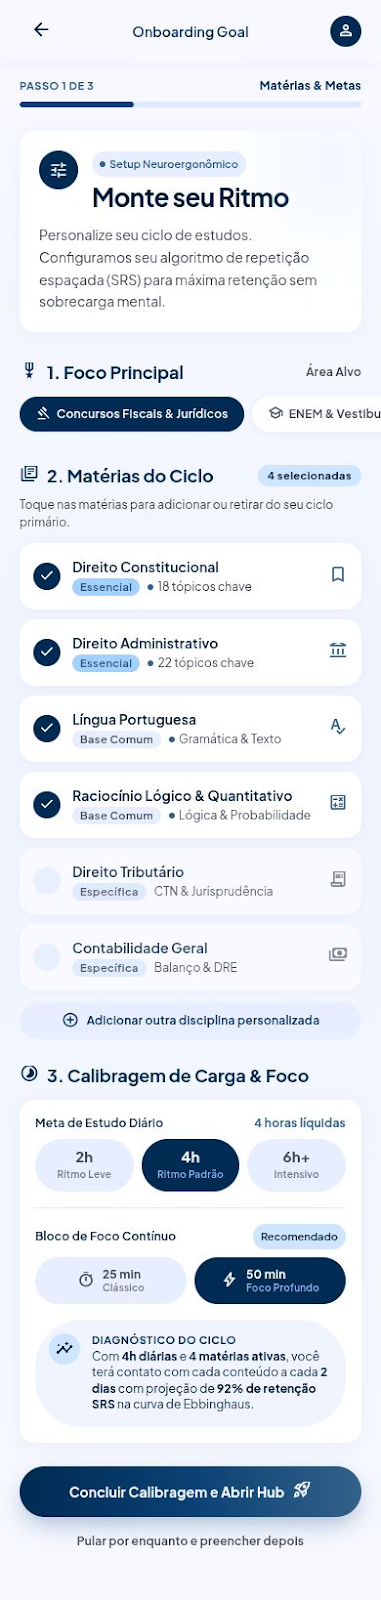 Onboarding Goal
PASSO 1 DE 3
Matérias & Metas
Setup Neuroergonômico
Monte seu Ritmo
Personalize seu ciclo de estudos.
Configuramos seu algoritmo de repetição
espaçada (SRS) para máxima retenção sem
sobrecarga mental.
1. Foco Principal
Área Alvo
Concursos Fiscais & Jurídicos
ENEM & Vestibu
2. Matérias do Ciclo
4 selecionadas
Toque nas matérias para adicionar ou retirar do seu ciclo
primário.
Direito Constitucional
Essencial • 18 tópicos chave
Direito Administrativo
Essencial • 22 tópicos chave
Língua Portuguesa
Base Comum • Gramática & Texto
Raciocínio Lógico & Quantitativo
Base Comum • Lógica & Probabilidade
Direito Tributário
Específica CTN & Jurisprudência
Contabilidade Geral
Específica Balanço & DRE
Adicionar outra disciplina personalizada
3. Calibragem de Carga & Foco
Meta de Estudo Diário
4 horas líquidas
2h
Ritmo Leve
4h
Ritmo Padrão
6h+
Intensivo
Bloco de Foco Contínuo
Recomendado
25 min
Clássico
50 min
Foco Profundo
DIAGNÓSTICO DO CICLO
Com 4h diárias e 4 matérias ativas, você
terá contato com cada conteúdo a cada 2
dias com projeção de 92% de retenção
SRS na curva de Ebbinghaus.
Concluir Calibragem e Abrir Hub
Pular por enquanto e preencher depois